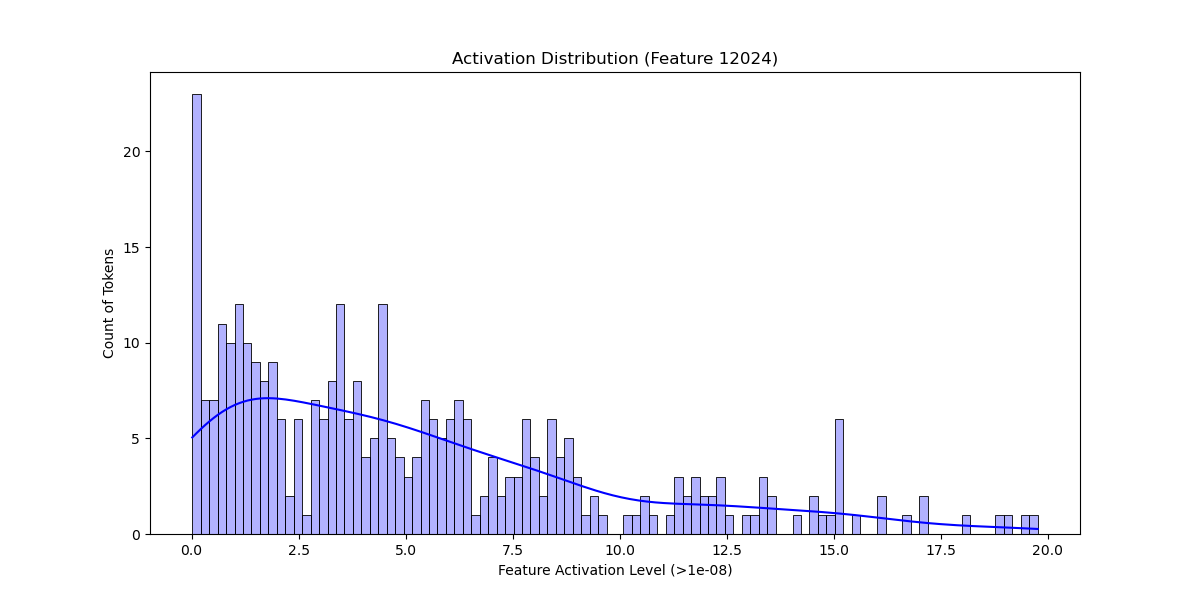 Activation Distribution (Feature 12024)
Count of Tokens
20
15
10
5
0
0.0 2.5 5.0 7.5 10.0 12.5 15.0 17.5 20.0
Feature Activation Level (>1e-08)